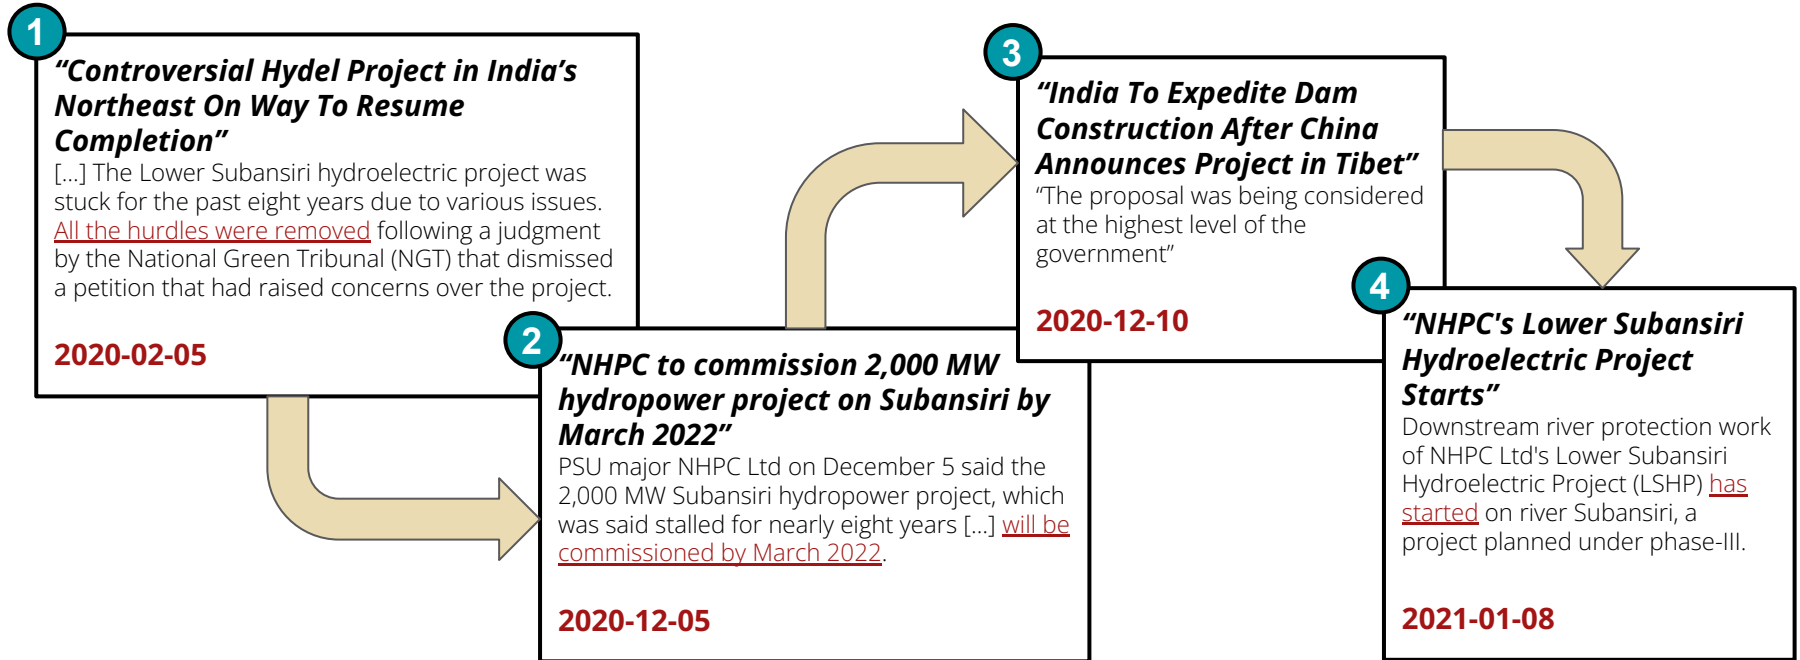 1
“Controversial Hydel Project in India’s
Northeast On Way To Resume
Completion”
[...] The Lower Subansiri hydroelectric project was
stuck for the past eight years due to various issues.
All the hurdles were removed following a judgment
by the National Green Tribunal (NGT) that dismissed
a petition that had raised concerns over the project.
2020-02-05
2
“NHPC to commission 2,000 MW
hydropower project on Subansiri by
March 2022”
PSU major NHPC Ltd on December 5 said the
2,000 MW Subansiri hydropower project, which
was said stalled for nearly eight years [...] will be
commissioned by March 2022.
2020-12-05
3
“India To Expedite Dam
Construction After China
Announces Project in Tibet”
“The proposal was being considered
at the highest level of the
government”
2020-12-10
4
“NHPC's Lower Subansiri
Hydroelectric Project
Starts”
Downstream river protection work
of NHPC Ltd's Lower Subansiri
Hydroelectric Project (LSHP) has
started on river Subansiri, a
project planned under phase-III.
2021-01-08